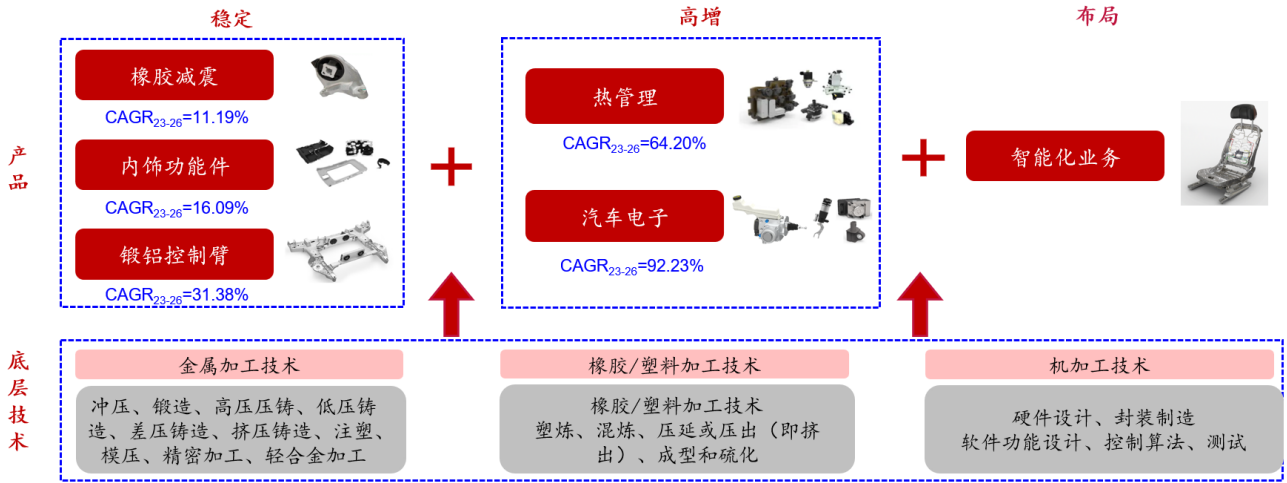 稳定
高增
布局
产品
橡胶减震
CAGR23-26=11.19%
内饰功能件
CAGR23-26=16.09%
锻铝控制臂
CAGR23-26=31.38%
热管理
CAGR23-26=64.20%
汽车电子
CAGR23-26=92.23%
智能化业务
底层技术
金属加工技术
冲压、锻造、高压压铸、低压铸
造、差压铸造、挤压铸造、注塑、
模压、精密加工、轻合金加工
橡胶/塑料加工技术
橡胶/塑料加工技术
塑炼、混炼、压延或压出（即挤
出）、成型和硫化
机加工技术
硬件设计、封装制造
软件功能设计、控制算法、测试